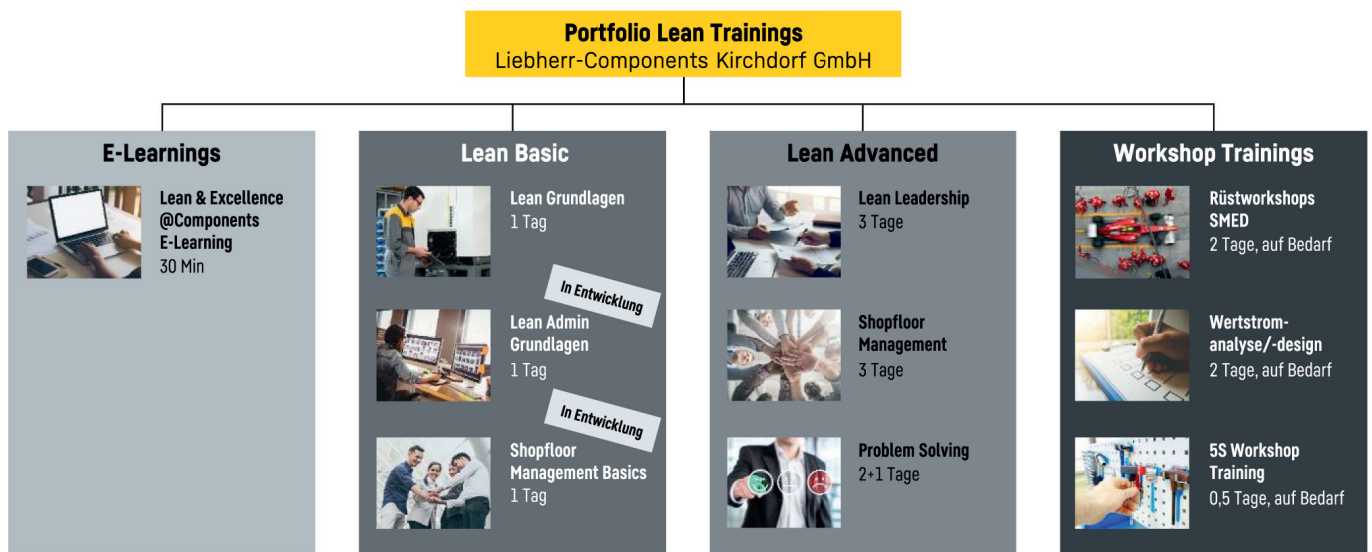 Portfolio Lean Trainings
Liebherr-Components Kirchdorf GmbH
E-Learnings
Lean & Excellence
@Components
E-Learning
30 Min
Lean Basic
Lean Grundlagen
1 Tag
In Entwicklung
Lean Admin
Grundlagen
1 Tag
In Entwicklung
Shopfloor
Management Basics
1 Tag
Lean Advanced
Lean Leadership
3 Tage
Shopfloor
Management
3 Tage
Problem Solving
2+1 Tage
Workshop Trainings
Rüstworkshops
SMED
2 Tage, auf Bedarf
Wertstrom-
analyse/-design
2 Tage, auf Bedarf
5S Workshop
Training
0,5 Tage, auf Bedarf